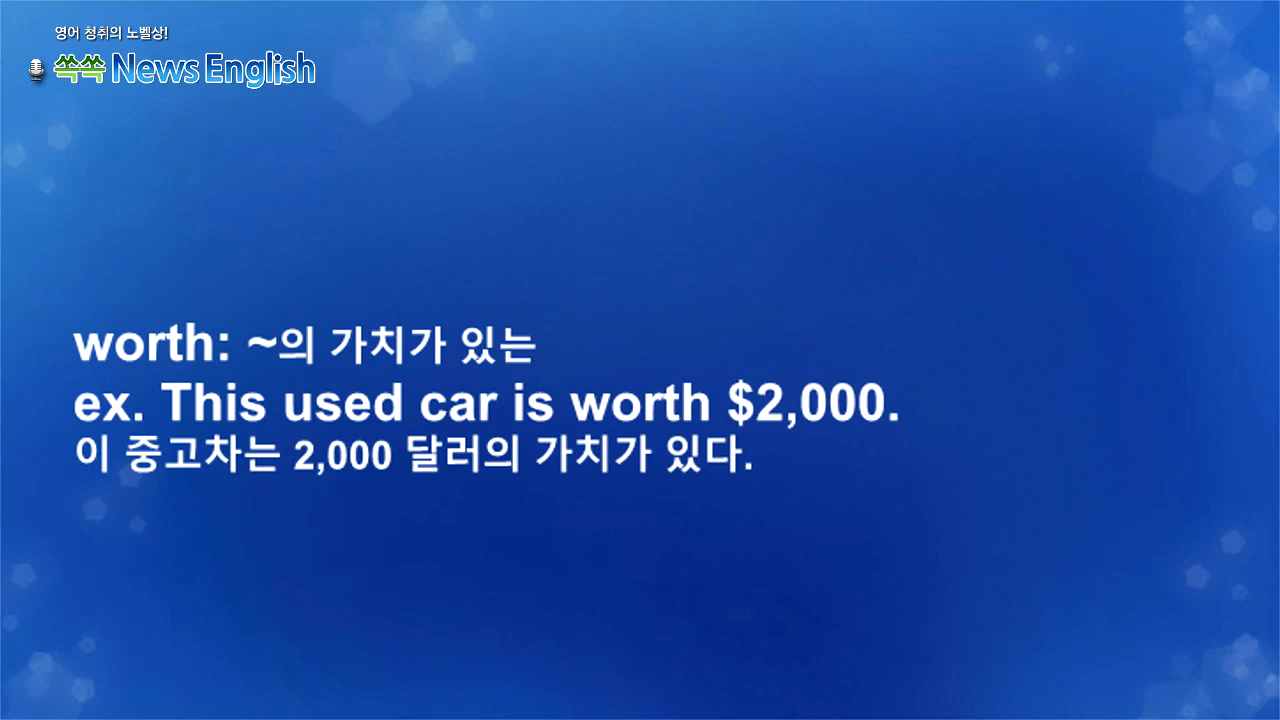 영어 청취의 노벨상!
쏙쏙 News English
worth: ~의 가치가 있는
ex. This used car is worth $2,000.
이 중고차는 2,000 달러의 가치가 있다.